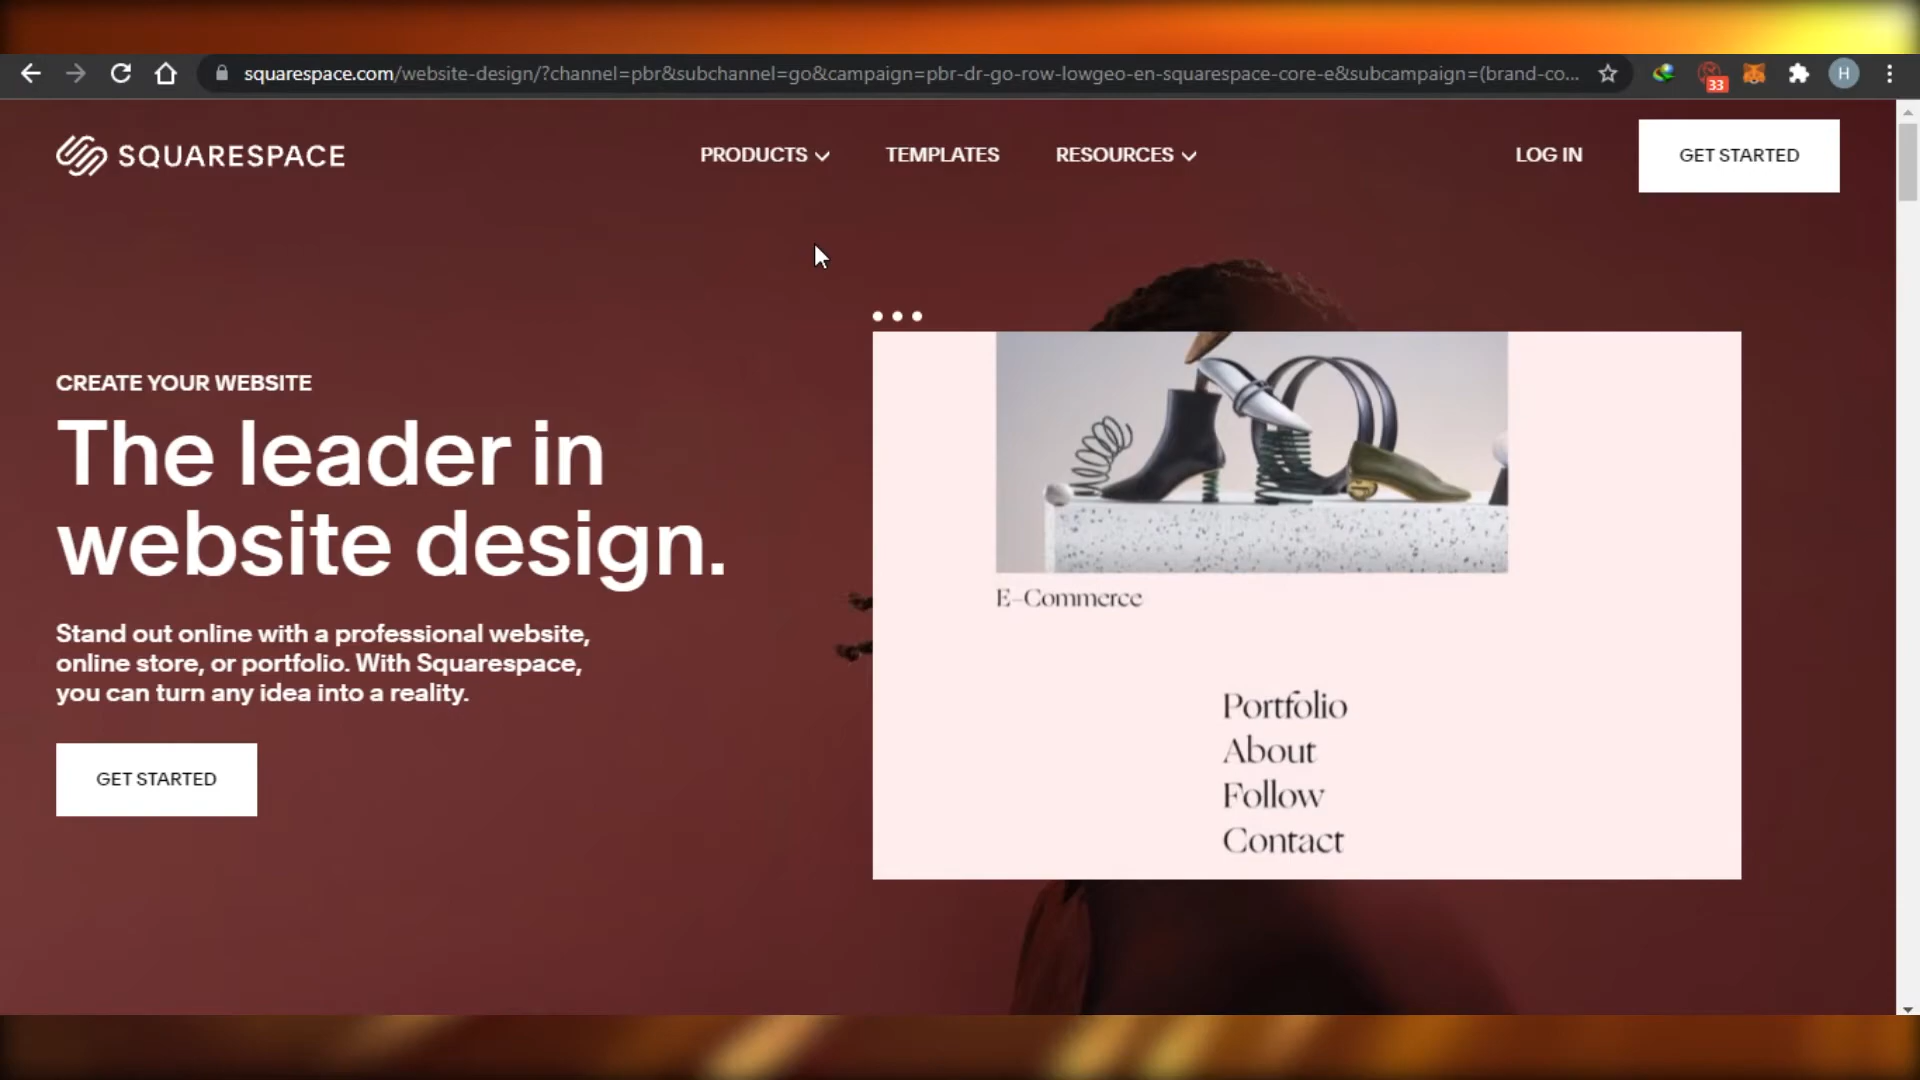 squarespace.com/website-design/?channel=pbr&subchannel=go&campaign=pbr-dr-go-row-lowgeo-en-squarespace-core-e&subcampaign=(brand-co...
33
H
SQUARESPACE
PRODUCTS
TEMPLATES
RESOURCES
LOG IN
GET STARTED
CREATE YOUR WEBSITE
The leader in
website design.
Stand out online with a professional website,
online store, or portfolio. With Squarespace,
you can turn any idea into a reality.
GET STARTED
E-Commerce
Portfolio
About
Follow
Contact